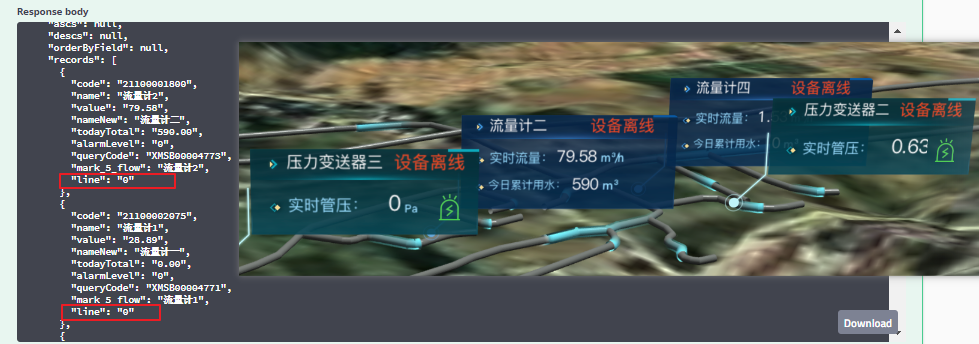 Response body
"ascs": null,
"descs": null,
"orderByField": null,
"records": [
{
"code": "21100001800",
"name": "流量计2",
"value": "79.58",
"nameNew": "流量计二",
"todayTotal": "590.00",
"alarmLevel": "0",
"queryCode": "XMSB00004773",
"mark_5_flow": "流量计2",
"line": "0"
},
{
"code": "21100002075",
"name": "流量计1",
"value": "28.89",
"nameNew": "流量计一",
"todayTotal": "0.00",
"alarmLevel": "0",
"queryCode": "XMSB00004771",
"mark_5_flow": "流量计1",
"line": "0"
},
{
流量计四 设备离线
实时流量: 1.
今日累计用水:
压力变送器二 设备离线
实时管压: 0.63
流量计二 设备离线
实时流量: 79.58 m³/h
今日累计用水: 590 m³
压力变送器三 设备离线
实时管压: 0 Pa
Download